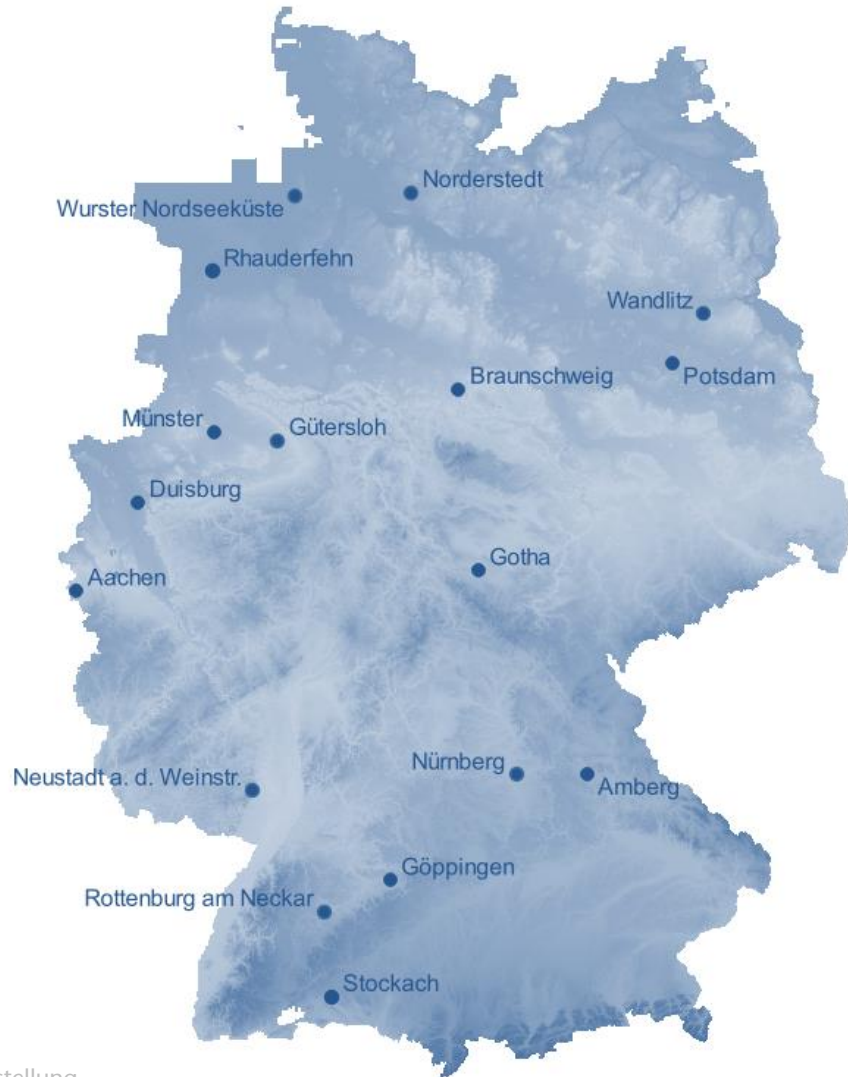 Norderstedt
Wurster Nordseeküste
Rhauderfehn
Wandlitz
Braunschweig
Potsdam
Münster
Gütersloh
Duisburg
Gotha
Aachen
Nürnberg
Neustadt a. d. Weinstr.
Amberg
Göppingen
Rottenburg am Neckar
Stockach